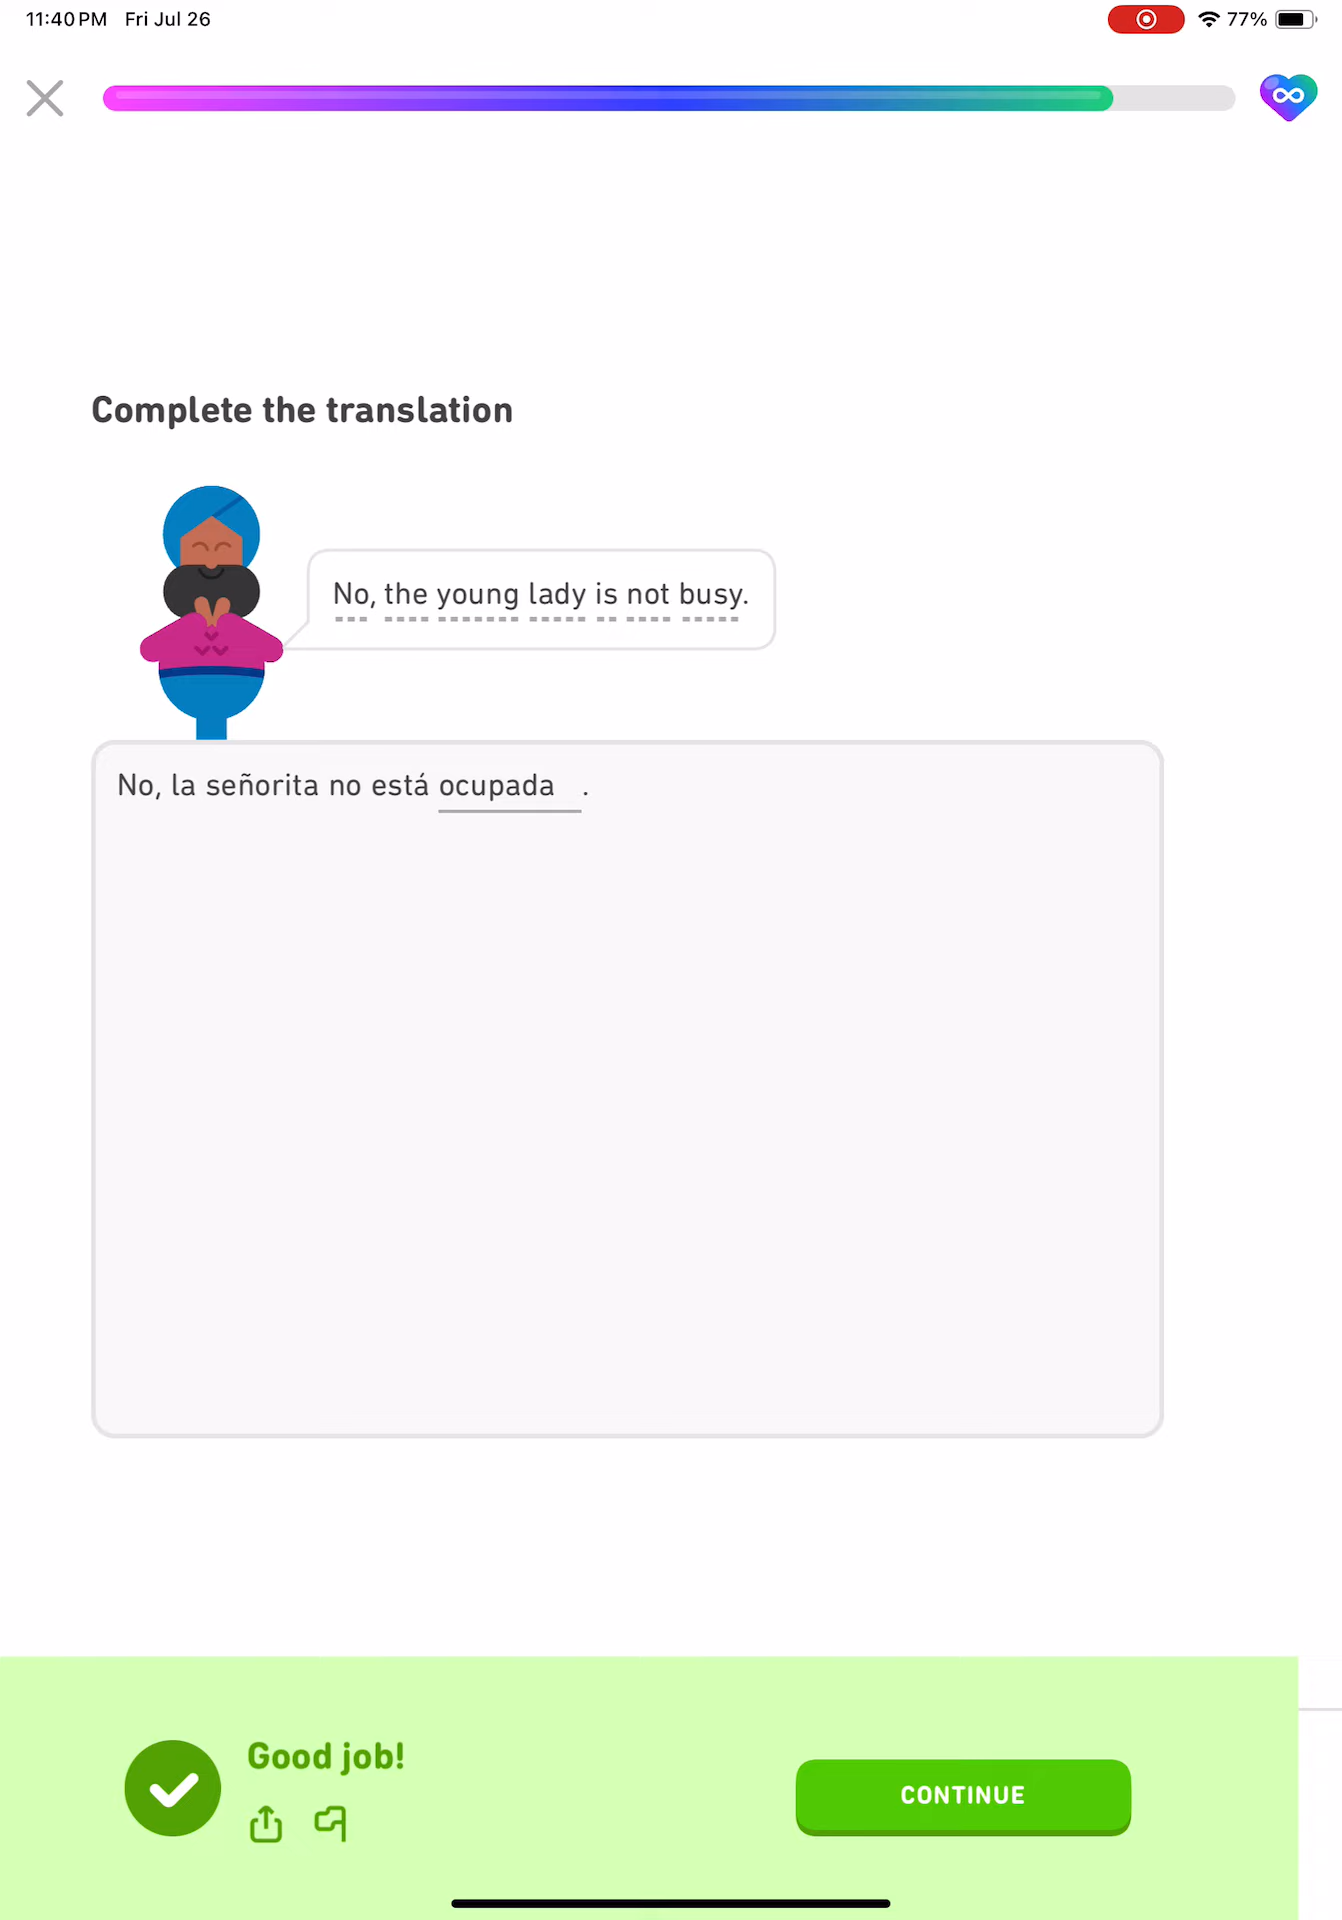 11:40 PM Fri Jul 26
77%
Complete the translation
No, the young lady is not busy.
No, la señorita no está ocupada .
Good job!
CONTINUE